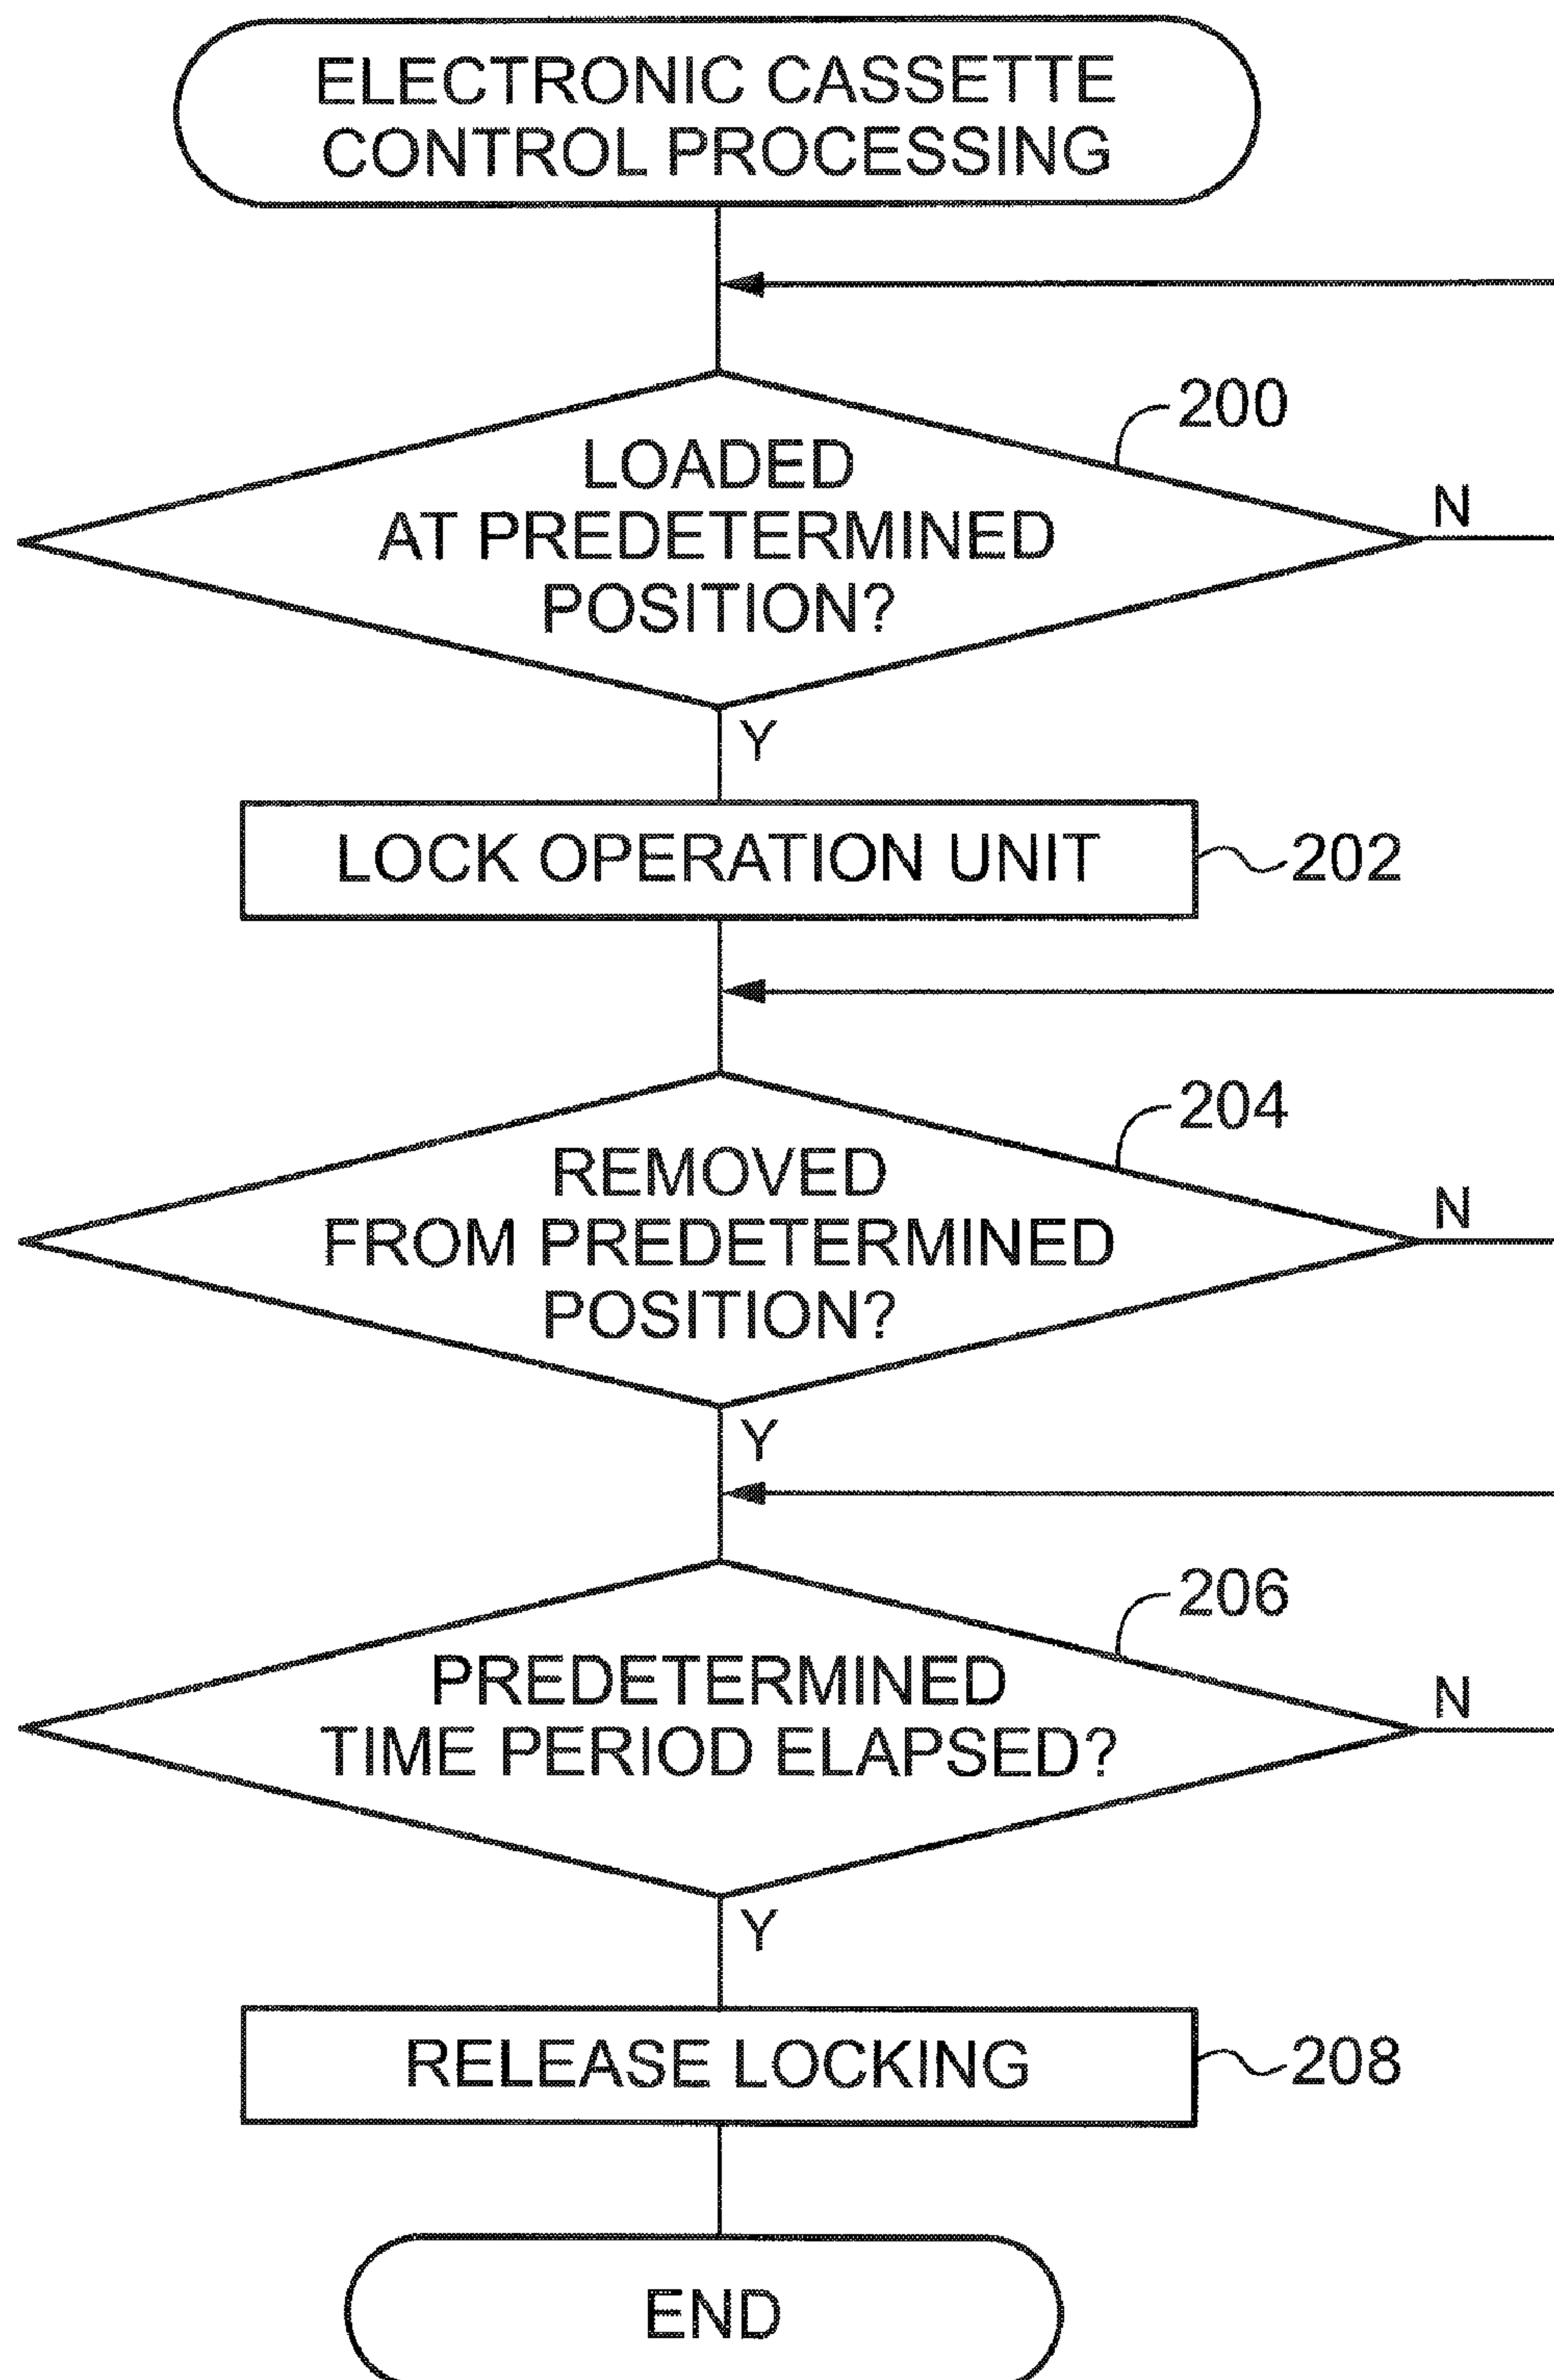 ELECTRONIC CASSETTE
CONTROL PROCESSING
200
LOADED
AT PREDETERMINED
POSITION?
N
Y
LOCK OPERATION UNIT
202
204
REMOVED
FROM PREDETERMINED
POSITION?
N
Y
206
PREDETERMINED
TIME PERIOD ELAPSED?
N
Y
RELEASE LOCKING
208
END